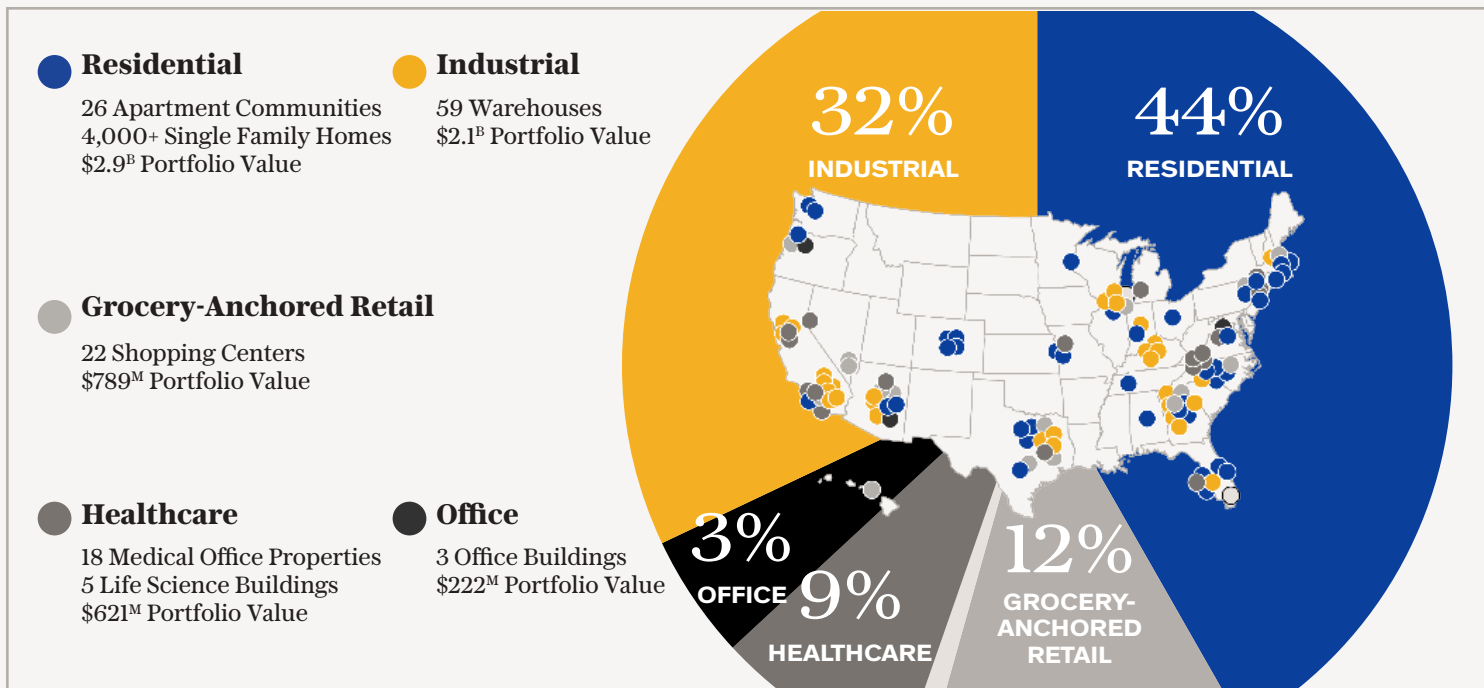 Residential
26 Apartment Communities
4,000+ Single Family Homes
$2.9B Portfolio Value
Industrial
59 Warehouses
$2.1B Portfolio Value
Grocery-Anchored Retail
22 Shopping Centers
$789M Portfolio Value
Healthcare
18 Medical Office Properties
5 Life Science Buildings
$621M Portfolio Value
Office
3 Office Buildings
$222M Portfolio Value
32%
INDUSTRIAL
44%
RESIDENTIAL
3%
OFFICE
9%
HEALTHCARE
12%
GROCERY-
ANCHORED
RETAIL